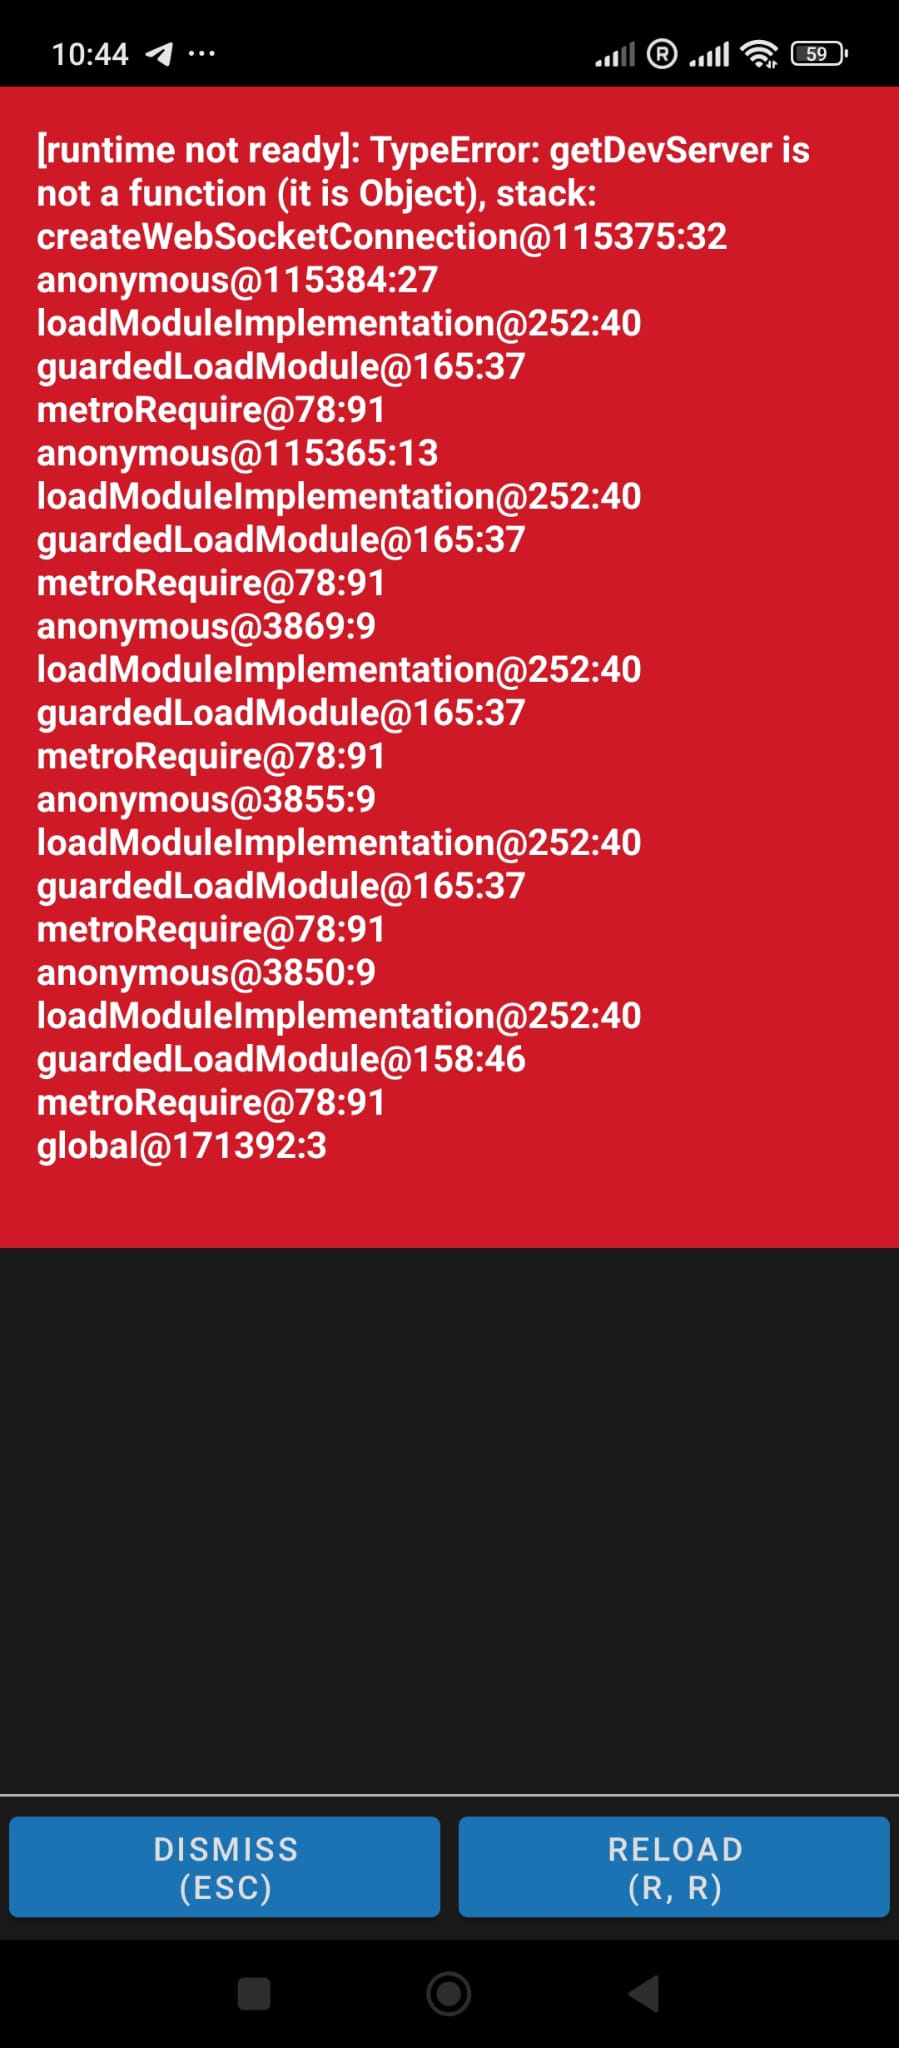 10:44 ... R 59
[runtime not ready]: TypeError: getDevServer is
not a function (it is Object), stack:
createWebSocketConnection@115375:32
anonymous@115384:27
loadModuleImplementation@252:40
guardedLoadModule@165:37
metroRequire@78:91
anonymous@115365:13
loadModuleImplementation@252:40
guardedLoadModule@165:37
metroRequire@78:91
anonymous@3869:9
loadModuleImplementation@252:40
guardedLoadModule@165:37
metroRequire@78:91
anonymous@3855:9
loadModuleImplementation@252:40
guardedLoadModule@165:37
metroRequire@78:91
anonymous@3850:9
loadModuleImplementation@252:40
guardedLoadModule@158:46
metroRequire@78:91
global@171392:3
DISMISS
(ESC)
RELOAD
(R, R)